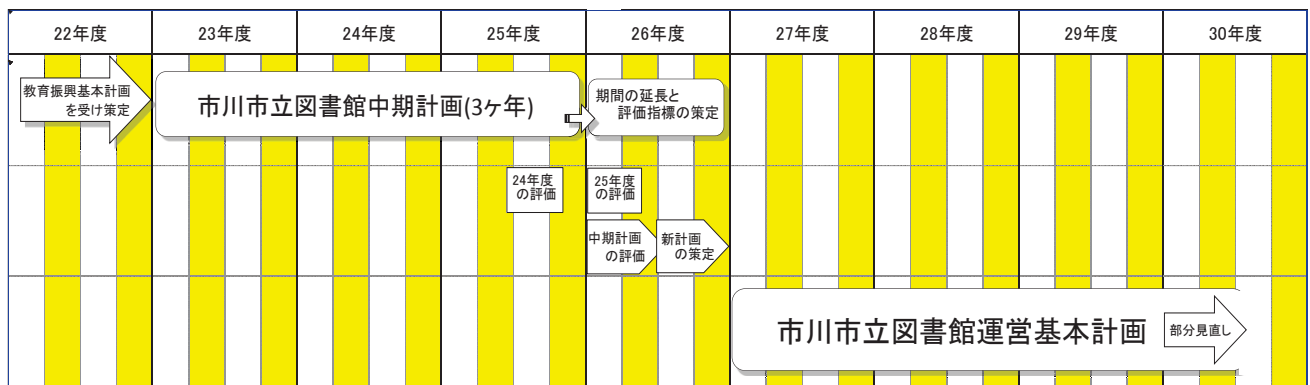 22年度
23年度
24年度
25年度
26年度
27年度
28年度
29年度
30年度
教育振興基本計画
を受け策定
市川市立図書館中期計画(3ヶ年)
期間の延長と
評価指標の策定
24年度
の評価
25年度
の評価
中期計画
の評価
新計画
の策定
市川市立図書館運営基本計画
部分見直し